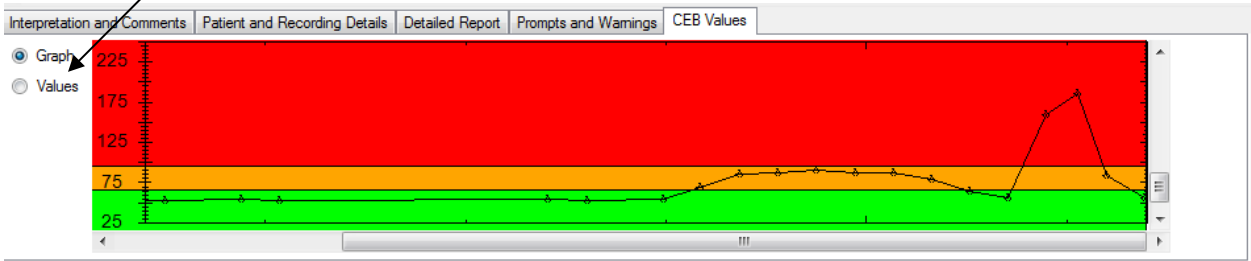 Interpretation and Comments Patient and Recording Details Detailed Report Prompts and Warnings CEB Values
Graph
Values
225
175
125
75
25